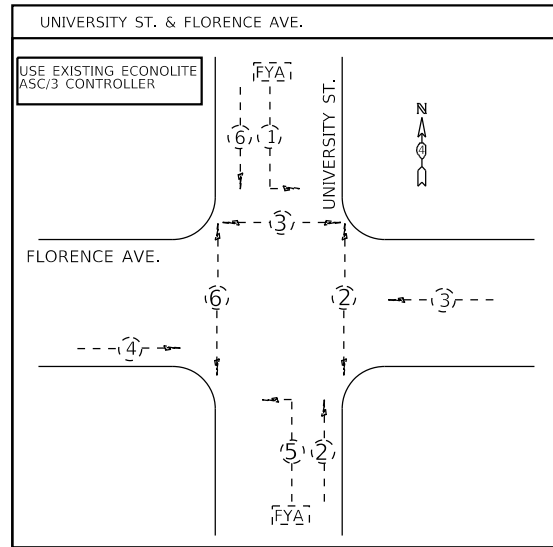 UNIVERSITY ST. & FLORENCE AVE.
USE EXISTING ECONOLITE
ASC/3 CONTROLLER
FYA
UNIVERSITY ST.
N
4
6
1
3
FLORENCE AVE.
6
2
3
4
5
2
FYA